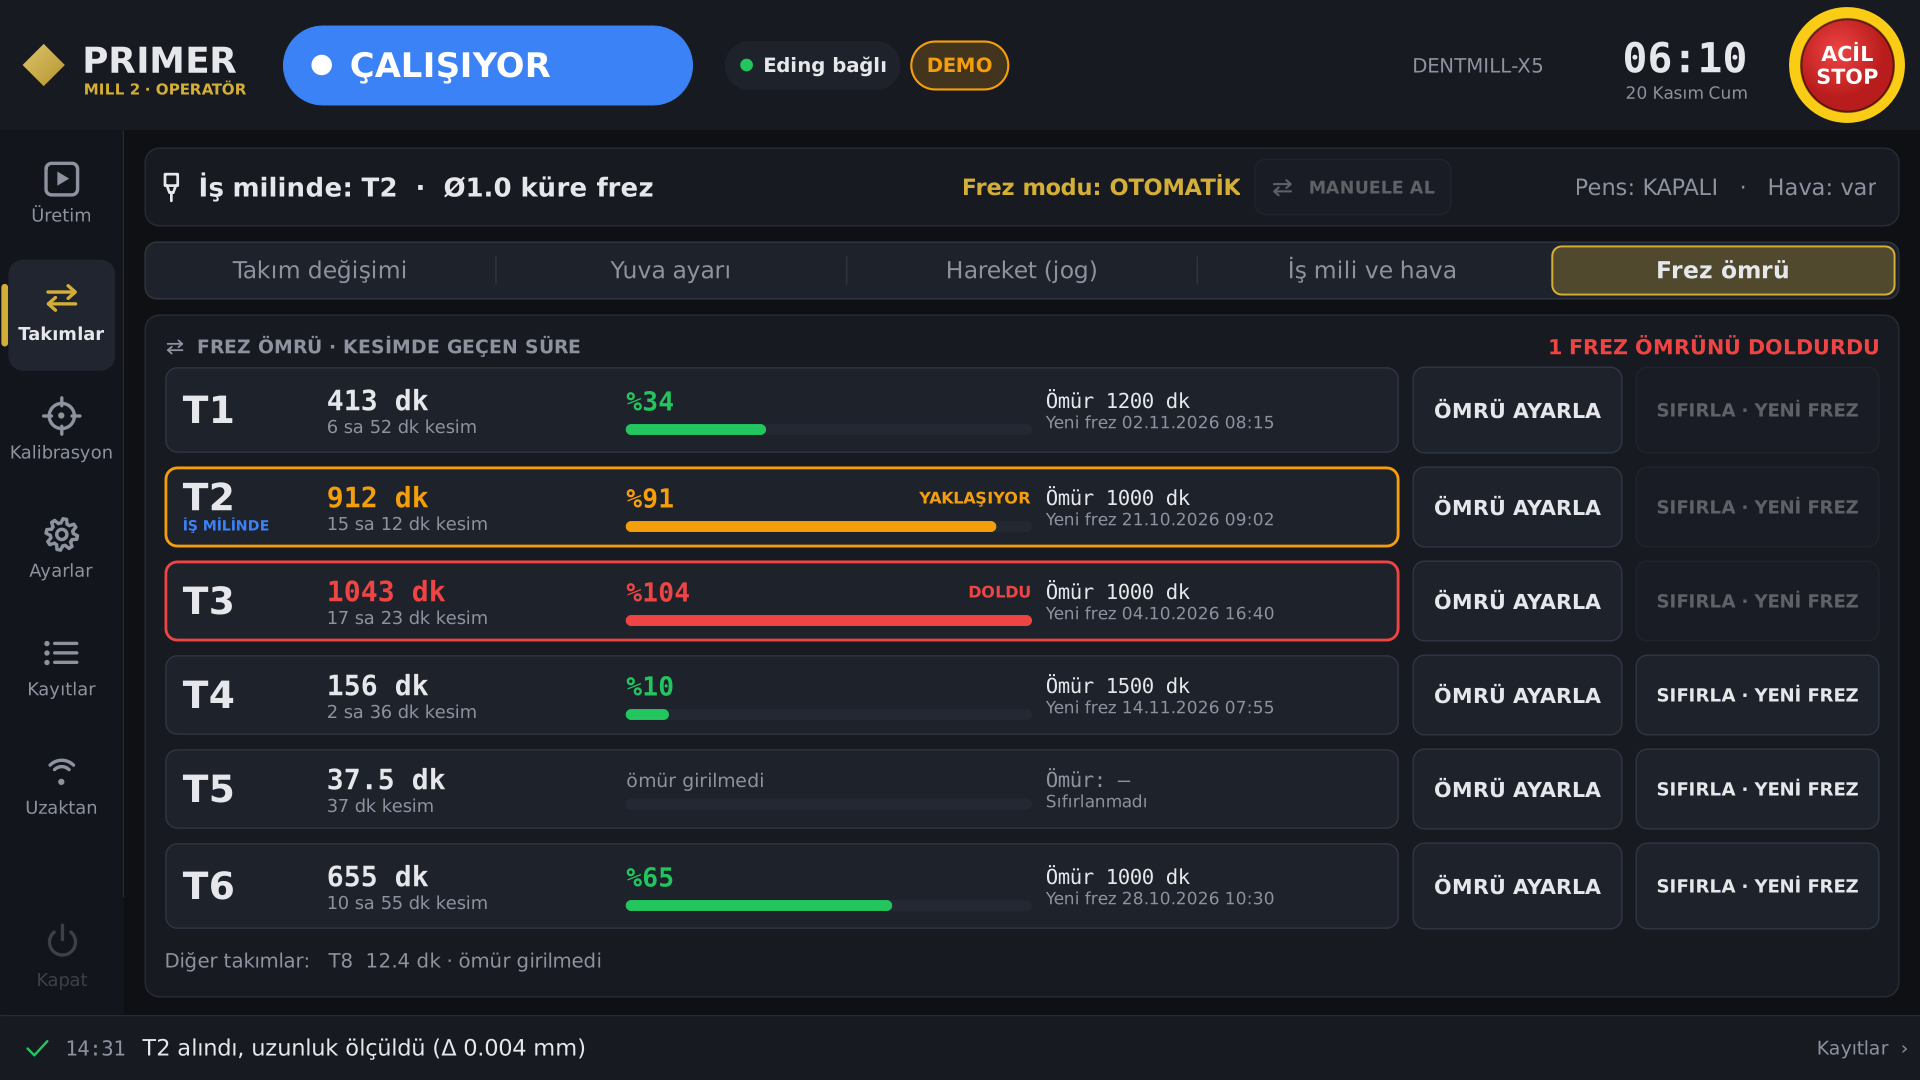 PRIMER
MILL 2 · OPERATÖR
ÇALIŞIYOR
Eding bağlı
DEMO
DENTMILL-X5
06:10
20 Kasım Cum
ACİL
STOP
Üretim
Takımlar
Kalibrasyon
Ayarlar
Kayıtlar
Uzaktan
Kapat
İş milinde: T2 · Ø1.0 küre frez
Frez modu: OTOMATİK
MANUELE AL
Pens: KAPALI · Hava: var
Takım değişimi
Yuva ayarı
Hareket (jog)
İş mili ve hava
Frez ömrü
FREZ ÖMRÜ · KESİMDE GEÇEN SÜRE
1 FREZ ÖMRÜNÜ DOLDURDU
T1
413 dk
6 sa 52 dk kesim
%34
Ömür 1200 dk
Yeni frez 02.11.2026 08:15
ÖMRÜ AYARLA
SIFIRLA · YENİ FREZ
T2
İŞ MİLİNDE
912 dk
15 sa 12 dk kesim
%91
YAKLAŞIYOR
Ömür 1000 dk
Yeni frez 21.10.2026 09:02
ÖMRÜ AYARLA
SIFIRLA · YENİ FREZ
T3
1043 dk
17 sa 23 dk kesim
%104
DOLDU
Ömür 1000 dk
Yeni frez 04.10.2026 16:40
ÖMRÜ AYARLA
SIFIRLA · YENİ FREZ
T4
156 dk
2 sa 36 dk kesim
%10
Ömür 1500 dk
Yeni frez 14.11.2026 07:55
ÖMRÜ AYARLA
SIFIRLA · YENİ FREZ
T5
37.5 dk
37 dk kesim
ömür girilmedi
Ömür: —
Sıfırlanmadı
ÖMRÜ AYARLA
SIFIRLA · YENİ FREZ
T6
655 dk
10 sa 55 dk kesim
%65
Ömür 1000 dk
Yeni frez 28.10.2026 10:30
ÖMRÜ AYARLA
SIFIRLA · YENİ FREZ
Diğer takımlar: T8 12.4 dk · ömür girilmedi
14:31 T2 alındı, uzunluk ölçüldü (Δ 0.004 mm)
Kayıtlar ›